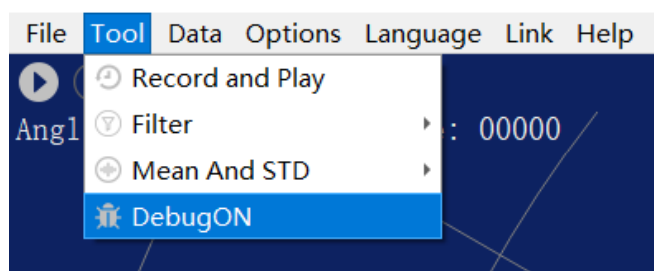 File Tool Data Options Language Link Help
Record and Play
Angl : 00000
Filter
Mean And STD
DebugON